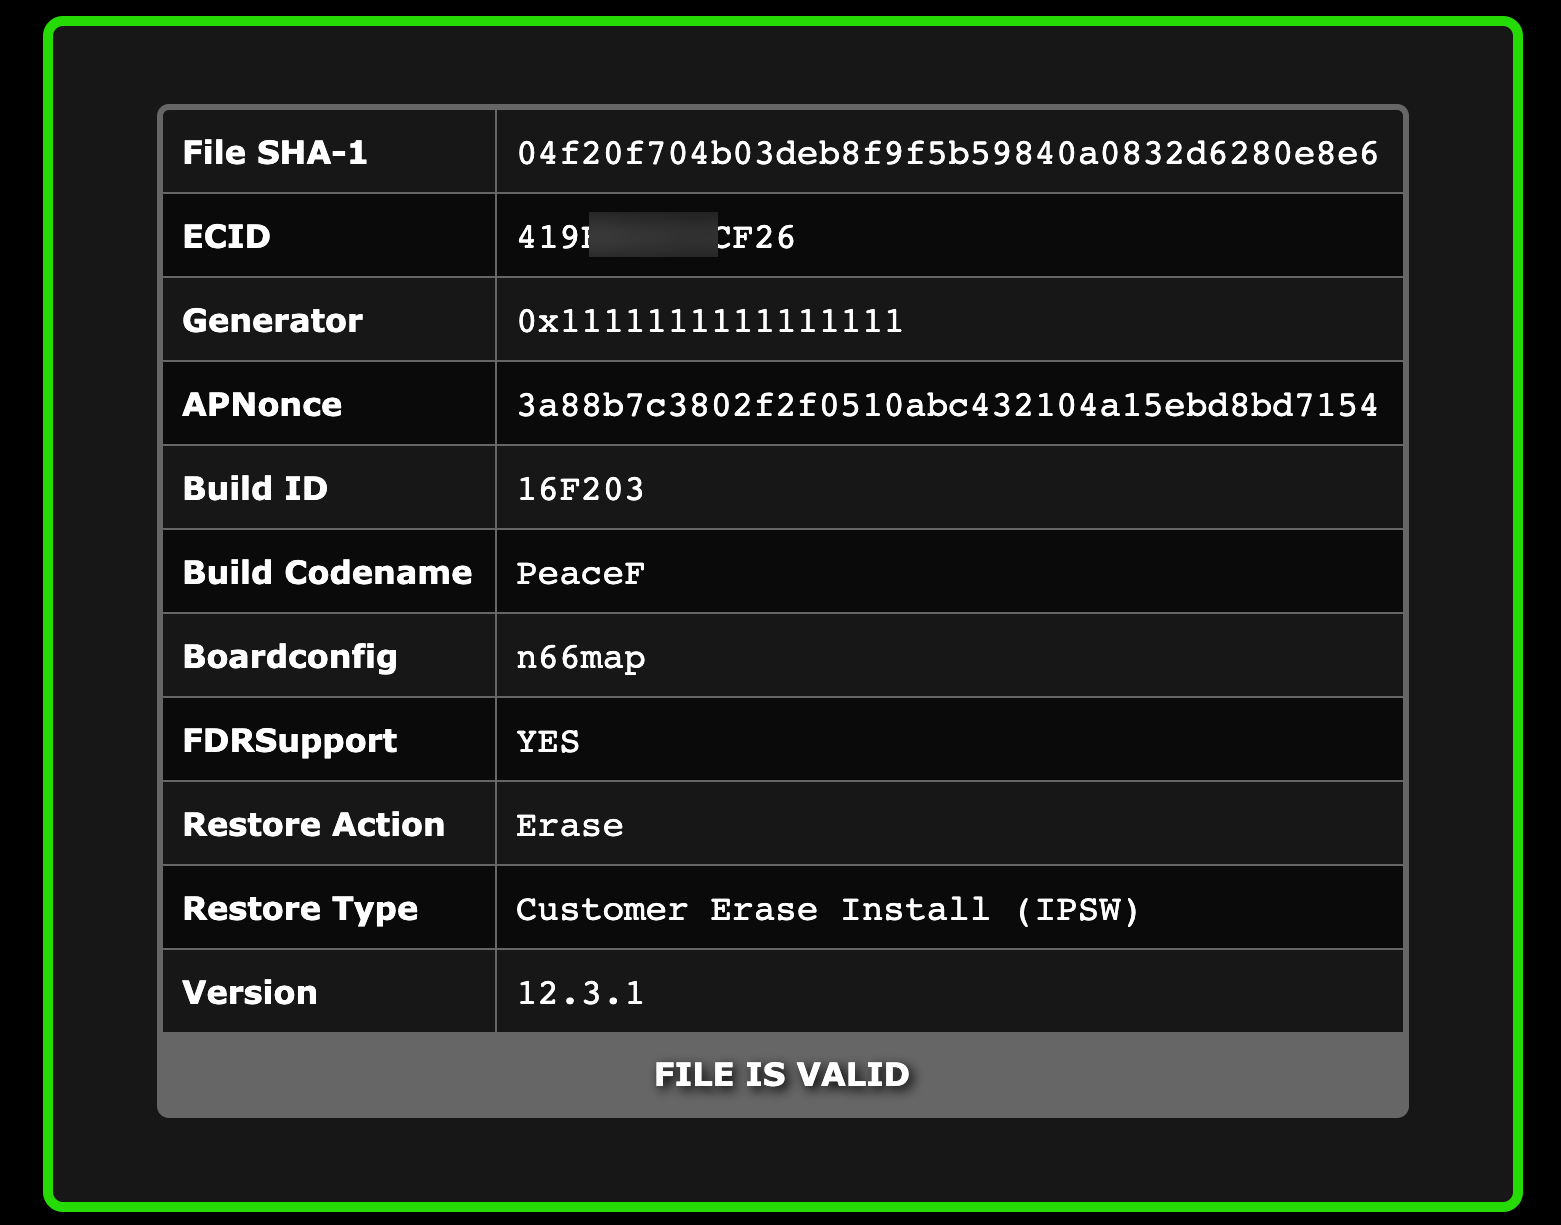 File SHA-1 04f20f704b03deb8f9f5b59840a0832d6280e8e6
ECID 419 CF26
Generator 0x1111111111111111
APNonce 3a88b7c3802f2f0510abc432104a15ebd8bd7154
Build ID 16F203
Build Codename PeaceF
Boardconfig n66map
FDRSupport YES
Restore Action Erase
Restore Type Customer Erase Install (IPSW)
Version 12.3.1
FILE IS VALID